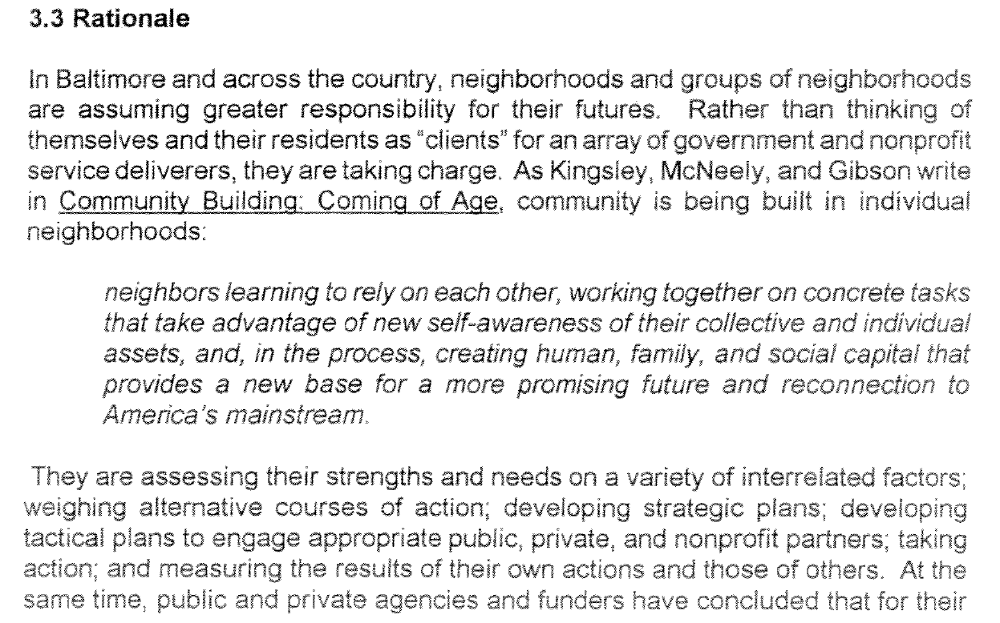 3.3 Rationale
In Baltimore and across the country, neighborhoods and groups of neighborhoods
are assuming greater responsibility for their futures.  Rather than thinking of
themselves and their residents as "clients" for an array of government and nonprofit
service deliverers, they are taking charge.  As Kingsley, McNeely, and Gibson write
in Community Building: Coming of Age, community is being built in individual
neighborhoods:
neighbors learning to rely on each other, working together on concrete tasks
that take advantage of new self-awareness of their collective and individual
assets, and, in the process, creating human, family, and social capital that
provides a new base for a more promising future and reconnection to
America's mainstream.
They are assessing their strengths and needs on a variety of interrelated factors;
weighing alternative courses of action; developing strategic plans; developing
tactical plans to engage appropriate public, private, and nonprofit partners; taking
action; and measuring the results of their own actions and those of others.  At the
same time, public and private agencies and funders have concluded that for their